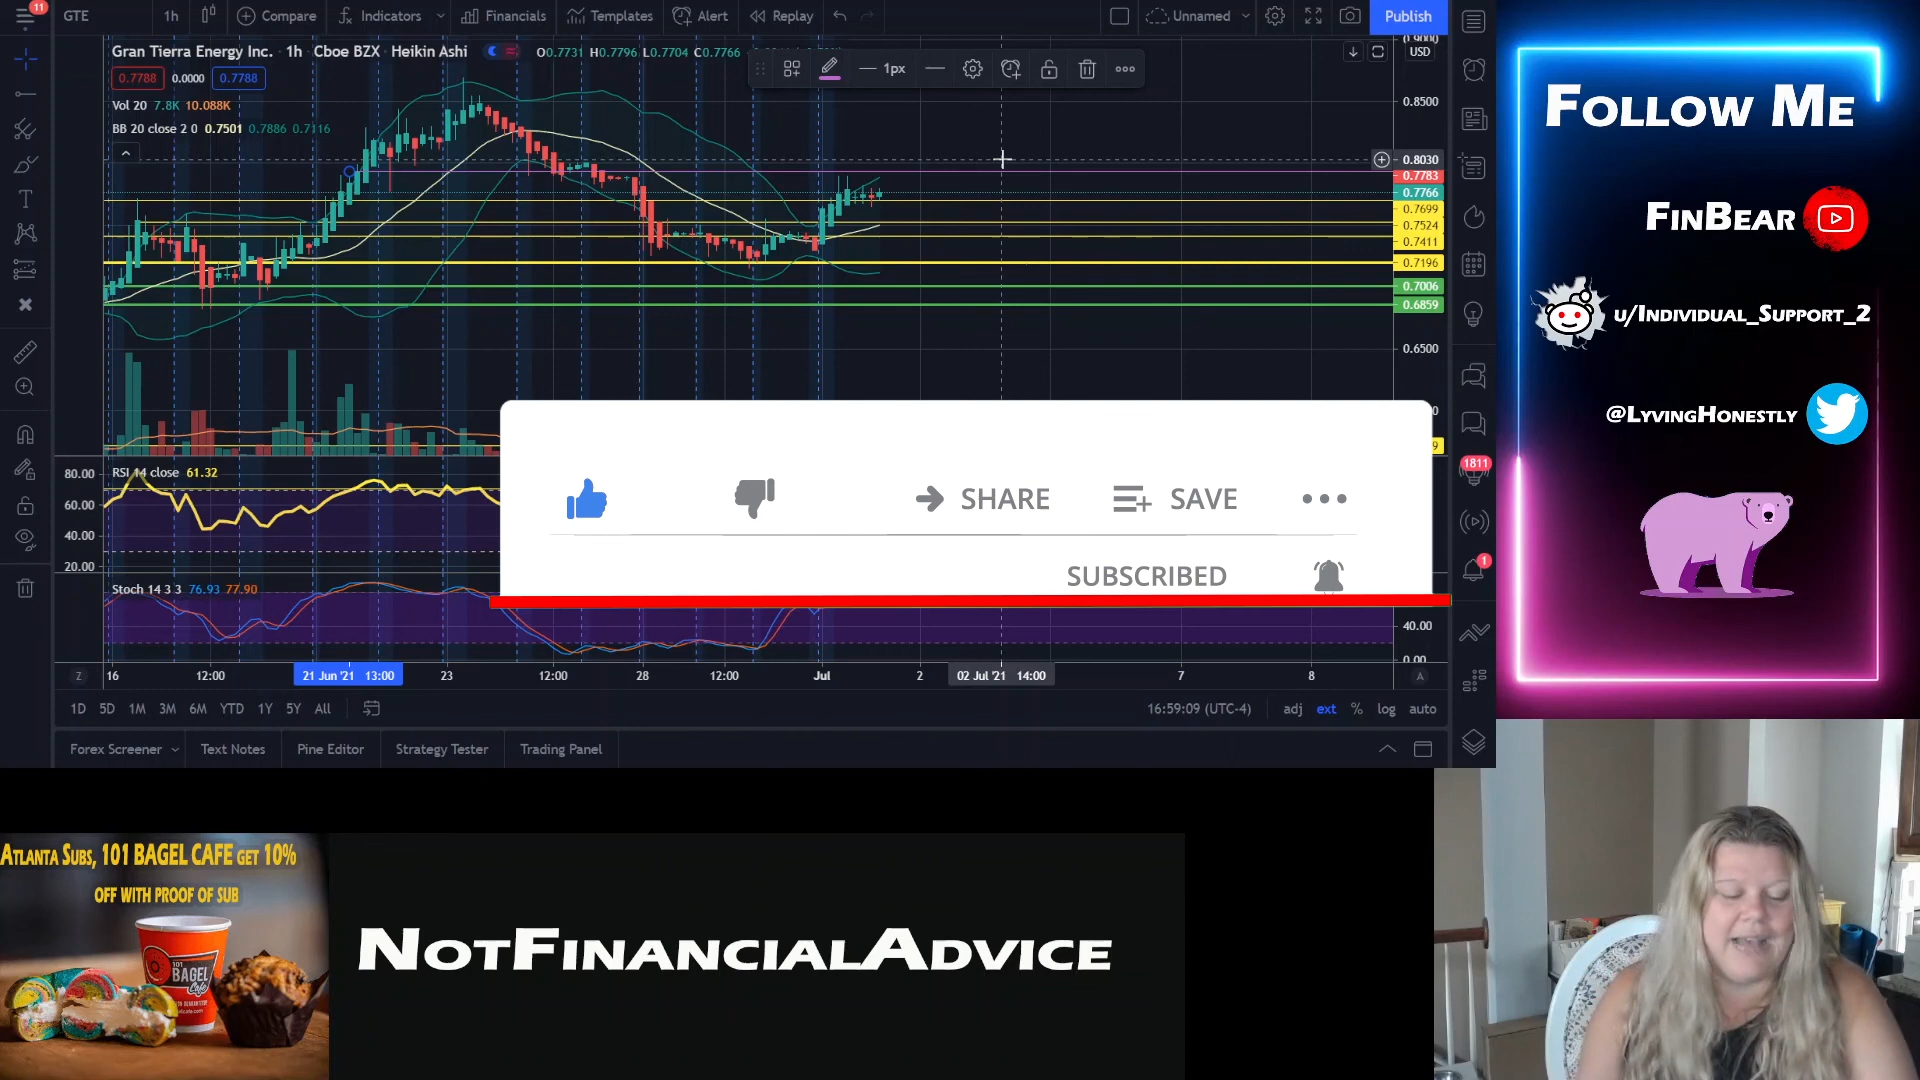 11
GTE 1h Compare Indicators Financials Templates Alert Replay Unnamed Publish
Gran Tierra Energy Inc. · 1h · Cboe BZX · Heikin Ashi O0.7731 H0.7796 L0.7704 C0.7766
USD
0.7788 0.0000 0.7788
1px
Vol 20 7.8K 10.088K
BB 20 close 2 0 0.7501 0.7886 0.7116
0.8500
0.8030
0.7783
0.7766
0.7699
0.7524
0.7411
0.7196
0.7006
0.6859
0.6500
RSI 14 close 61.32
80.00
60.00
40.00
20.00
Stoch 14 3 3 76.93 77.90
40.00
0.00
SHARE SAVE
SUBSCRIBED
Z 16 12:00 21 Jun '21 13:00 23 12:00 28 12:00 Jul 2 02 Jul '21 14:00 7 8 A
1D 5D 1M 3M 6M YTD 1Y 5Y All 16:59:09 (UTC-4) adj ext % log auto
Forex Screener Text Notes Pine Editor Strategy Tester Trading Panel
1811
1
FOLLOW ME
FINBEAR
u/INDIVIDUAL_SUPPORT_2
@LYVINGHONESTLY
ATLANTA SUBS, 101 BAGEL CAFE GET 10%
OFF WITH PROOF OF SUB
101
BAGEL
Cafe
NOTFINANCIALADVICE